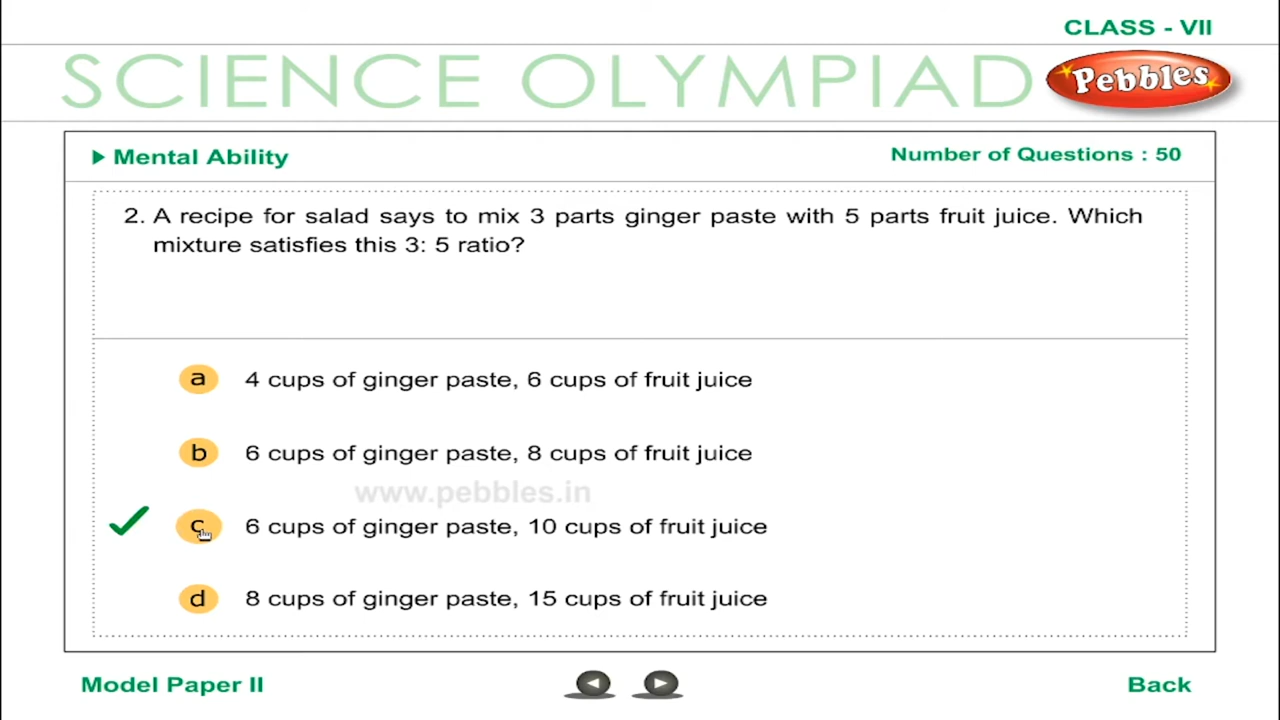 CLASS - VII
SCIENCE OLYMPIAD
Pebbles
Mental Ability
Number of Questions : 50
2. A recipe for salad says to mix 3 parts ginger paste with 5 parts fruit juice. Which
mixture satisfies this 3: 5 ratio?
a 4 cups of ginger paste, 6 cups of fruit juice
b 6 cups of ginger paste, 8 cups of fruit juice
www.pebbles.in
c 6 cups of ginger paste, 10 cups of fruit juice
d 8 cups of ginger paste, 15 cups of fruit juice
Model Paper II
Back